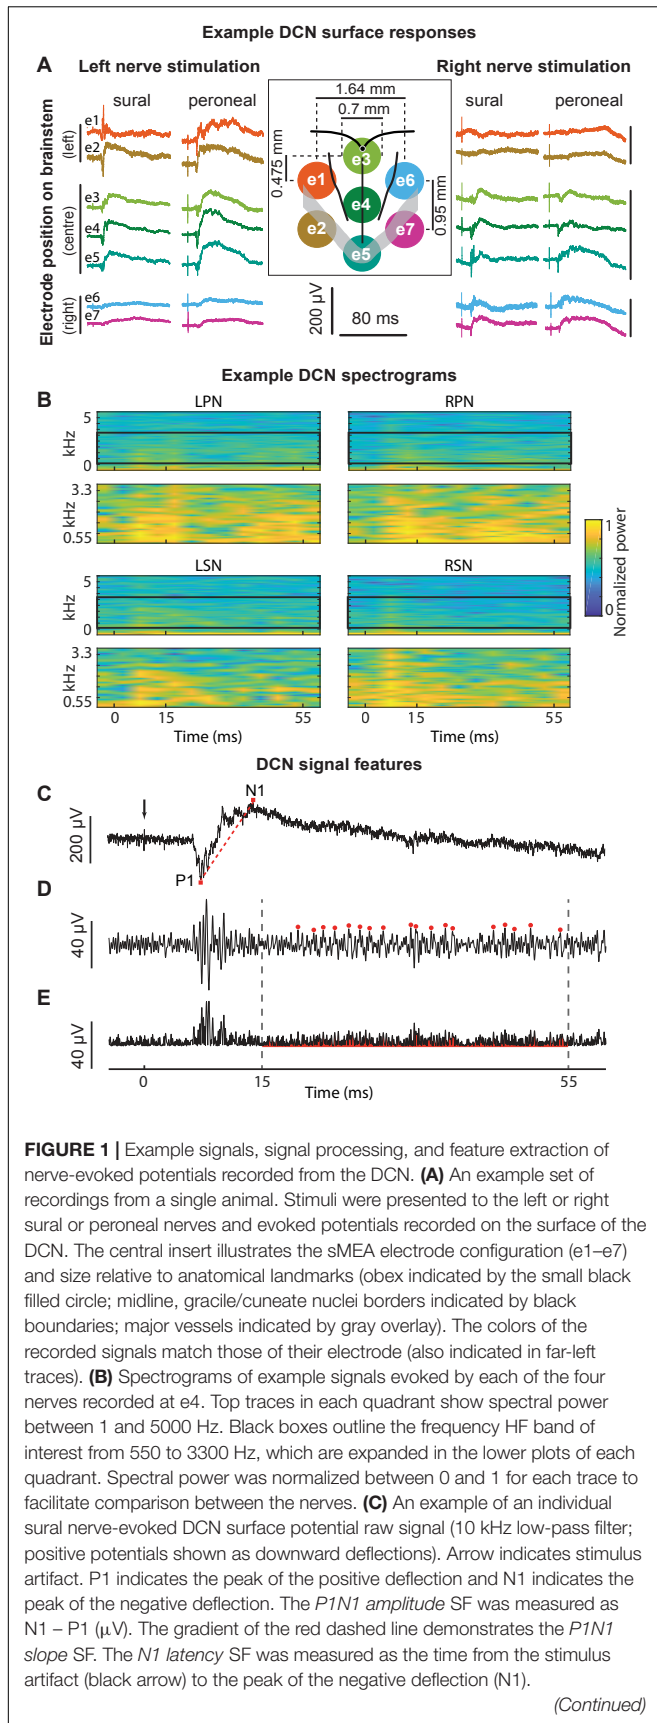 Example DCN surface responses
A
Left nerve stimulation
Right nerve stimulation
sural
peroneal
sural
peroneal
Electrode position on brainstem
(left)
(centre)
(right)
e1
e2
e3
e4
e5
e6
e7
1.64 mm
0.7 mm
0.475 mm
0.95 mm
e3
e1
e6
e4
e2
e7
e5
200 µV
80 ms
Example DCN spectrograms
B
LPN
RPN
5
kHz
0
3.3
kHz
0.55
LSN
RSN
5
kHz
0
3.3
kHz
0.55
0
15
55
0
15
55
Time (ms)
Time (ms)
1
0
Normalized power
DCN signal features
C
N1
200 µV
P1
D
40 µV
E
40 µV
0
15
55
Time (ms)
FIGURE 1 | Example signals, signal processing, and feature extraction of
nerve-evoked potentials recorded from the DCN. (A) An example set of
recordings from a single animal. Stimuli were presented to the left or right
sural or peroneal nerves and evoked potentials recorded on the surface of the
DCN. The central insert illustrates the sMEA electrode configuration (e1–e7)
and size relative to anatomical landmarks (obex indicated by the small black
filled circle; midline, gracile/cuneate nuclei borders indicated by black
boundaries; major vessels indicated by gray overlay). The colors of the
recorded signals match those of their electrode (also indicated in far-left
traces). (B) Spectrograms of example signals evoked by each of the four
nerves recorded at e4. Top traces in each quadrant show spectral power
between 1 and 5000 Hz. Black boxes outline the frequency HF band of
interest from 550 to 3300 Hz, which are expanded in the lower plots of each
quadrant. Spectral power was normalized between 0 and 1 for each trace to
facilitate comparison between the nerves. (C) An example of an individual
sural nerve-evoked DCN surface potential raw signal (10 kHz low-pass filter;
positive potentials shown as downward deflections). Arrow indicates stimulus
artifact. P1 indicates the peak of the positive deflection and N1 indicates the
peak of the negative deflection. The P1N1 amplitude SF was measured as
N1 – P1 (µV). The gradient of the red dashed line demonstrates the P1N1
slope SF. The N1 latency SF was measured as the time from the stimulus
artifact (black arrow) to the peak of the negative deflection (N1).
(Continued)